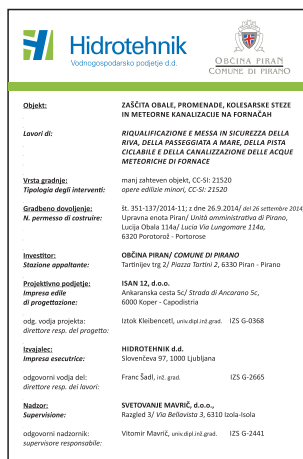 Hidrotehnik
Vodnogospodarsko podjetje d.d.
OBČINA PIRAN
COMUNE DI PIRANO
Objekt: ZAŠČITA OBALE, PROMENADE, KOLESARSKE STEZE
IN METEORNE KANALIZACIJE NA FORNAČAH
Lavori di: RIQUALIFICAZIONE E MESSA IN SICUREZZA DELLA
RIVA, DELLA PASSEGGIATA A MARE, DELLA PISTA
CICLABILE E DELLA CANALIZZAZIONE DELLE ACQUE
METEORICHE DI FORNACE
Vrsta gradnje: manj zahteven objekt, CC-SI: 21520
Tipologia degli interventi: opere edilizie minori, CC-SI: 21520
Gradbeno dovoljenje: št. 351-137/2014-11; z dne 26.9.2014/ del 26 settembre 2014
N. permesso di costruire: Upravna enota Piran/ Unità amministrativa di Pirano,
Lucija Obala 114a/ Lucia Via Lungomare 114a,
6320 Portorož - Portorose
Investitor: OBČINA PIRAN/ COMUNE DI PIRANO
Stazione appaltante: Tartinijev trg 2/ Piazza Tartini 2, 6330 Piran - Pirano
Projektivno podjetje: ISAN 12, d.o.o.
Impresa edile Ankaranska cesta 5c/ Strada di Ancarano 5c,
di progettazione: 6000 Koper - Capodistria
odg. vodja projekta: Iztok Kleibencetl, univ.dipl.inž.grad. IZS G-0368
direttore resp. del progetto:
Izvajalec: HIDROTEHNIK d.d.
Impresa esecutrice: Slovenčeva 97, 1000 Ljubljana
odgovorni vodja del: Franc Šadl, inž. grad. IZS G-2665
direttore resp. dei lavori:
Nadzor: SVETOVANJE MAVRIČ, d.o.o.,
Supervisione: Razgled 3/ Via Bellavista 3, 6310 Izola-Isola
odgovorni nadzornik: Vitomir Mavrič, univ.dipl.inž.grad. IZS G-2441
supervisore responsabile: